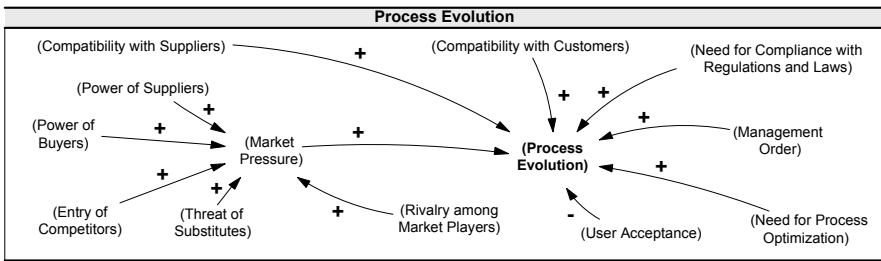 Process Evolution
(Compatibility with Suppliers)
+
(Compatibility with Customers)
(Need for Compliance with
Regulations and Laws)
(Power of Suppliers)
+
+
+
(Power of
Buyers)
+
(Market
Pressure)
+
(Process
Evolution)
+
(Management
Order)
+
+
+
(Entry of
Competitors)
(Threat of
Substitutes)
+
(Rivalry among
Market Players)
-
(User Acceptance)
(Need for Process
Optimization)